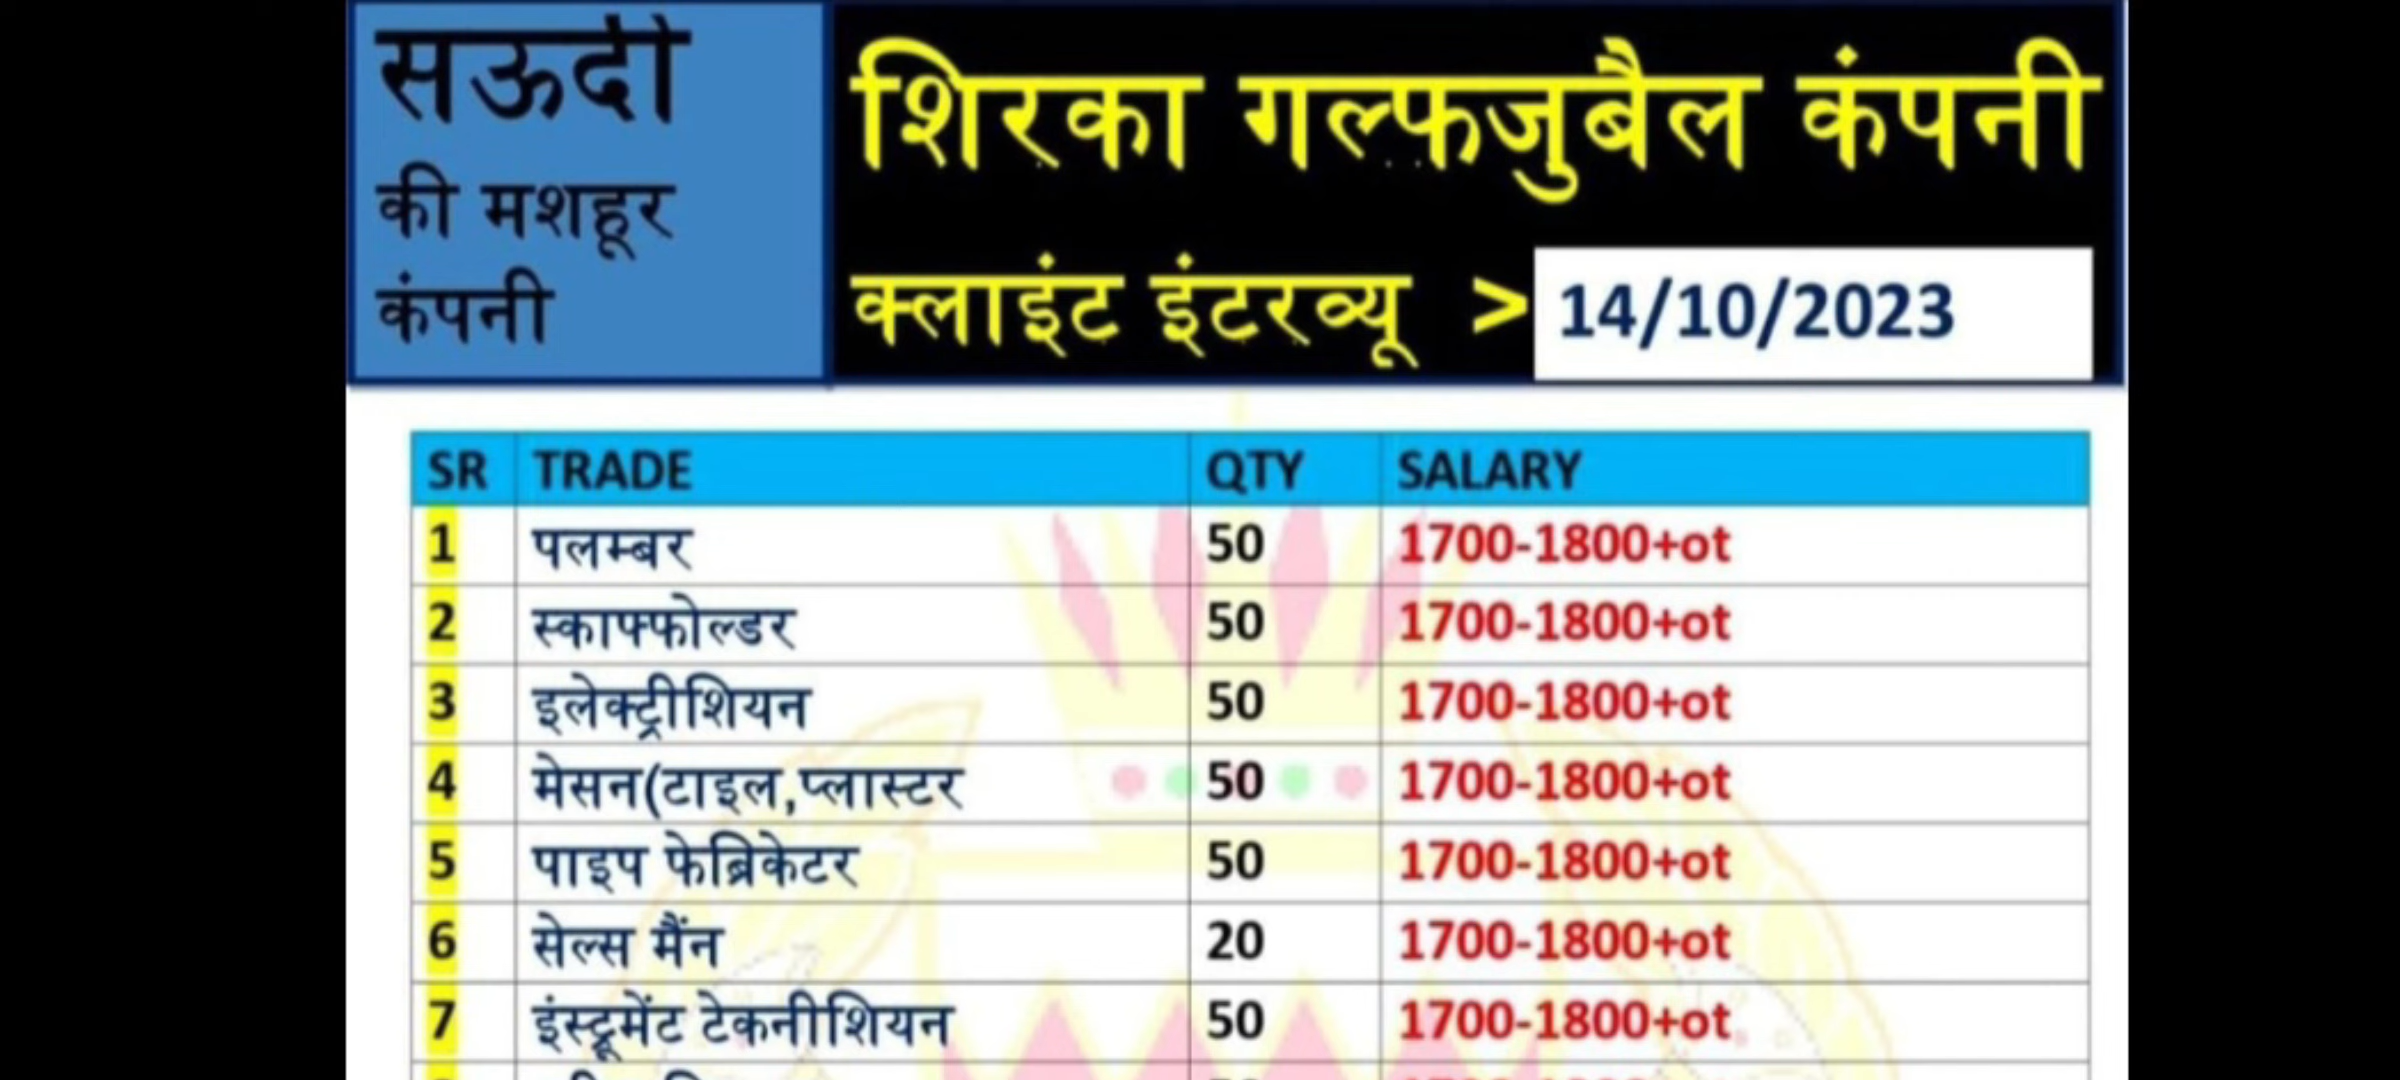 सऊदी
की मशहूर
कंपनी
शिरका गल्फजुबैल कंपनी
क्लाइंट इंटरव्यू > 14/10/2023
SR TRADE QTY SALARY
1 पलम्बर 50 1700-1800+ot
2 स्काफ्फोल्डर 50 1700-1800+ot
3 इलेक्ट्रीशियन 50 1700-1800+ot
4 मेसन(टाइल,प्लास्टर 50 1700-1800+ot
5 पाइप फेब्रिकेटर 50 1700-1800+ot
6 सेल्स मैंन 20 1700-1800+ot
7 इंस्ट्रूमेंट टेकनीशियन 50 1700-1800+ot